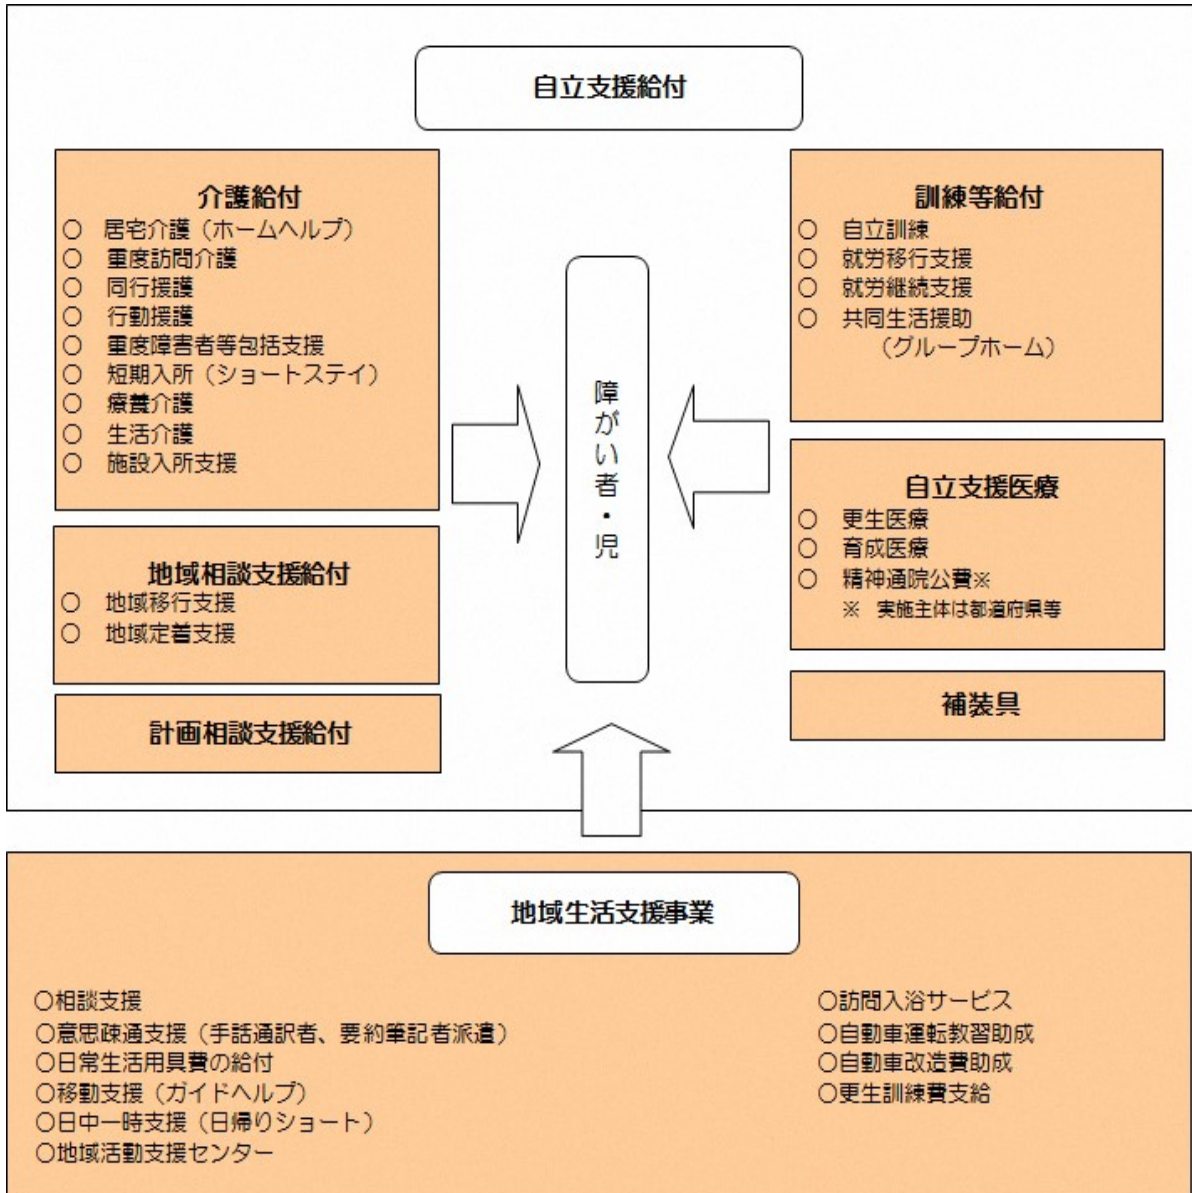 自立支援給付
介護給付
○ 居宅介護（ホームヘルプ）
○ 重度訪問介護
○ 同行援護
○ 行動援護
○ 重度障害者等包括支援
○ 短期入所（ショートステイ）
○ 療養介護
○ 生活介護
○ 施設入所支援
地域相談支援給付
○ 地域移行支援
○ 地域定着支援
計画相談支援給付
障がい者・児
訓練等給付
○ 自立訓練
○ 就労移行支援
○ 就労継続支援
○ 共同生活援助
（グループホーム）
自立支援医療
○ 更生医療
○ 育成医療
○ 精神通院公費※
※ 実施主体は都道府県等
補装具
地域生活支援事業
○相談支援
○意思疎通支援（手話通訳者、要約筆記者派遣）
○日常生活用具費の給付
○移動支援（ガイドヘルプ）
○日中一時支援（日帰りショート）
○地域活動支援センター
○訪問入浴サービス
○自動車運転教習助成
○自動車改造費助成
○更生訓練費支給